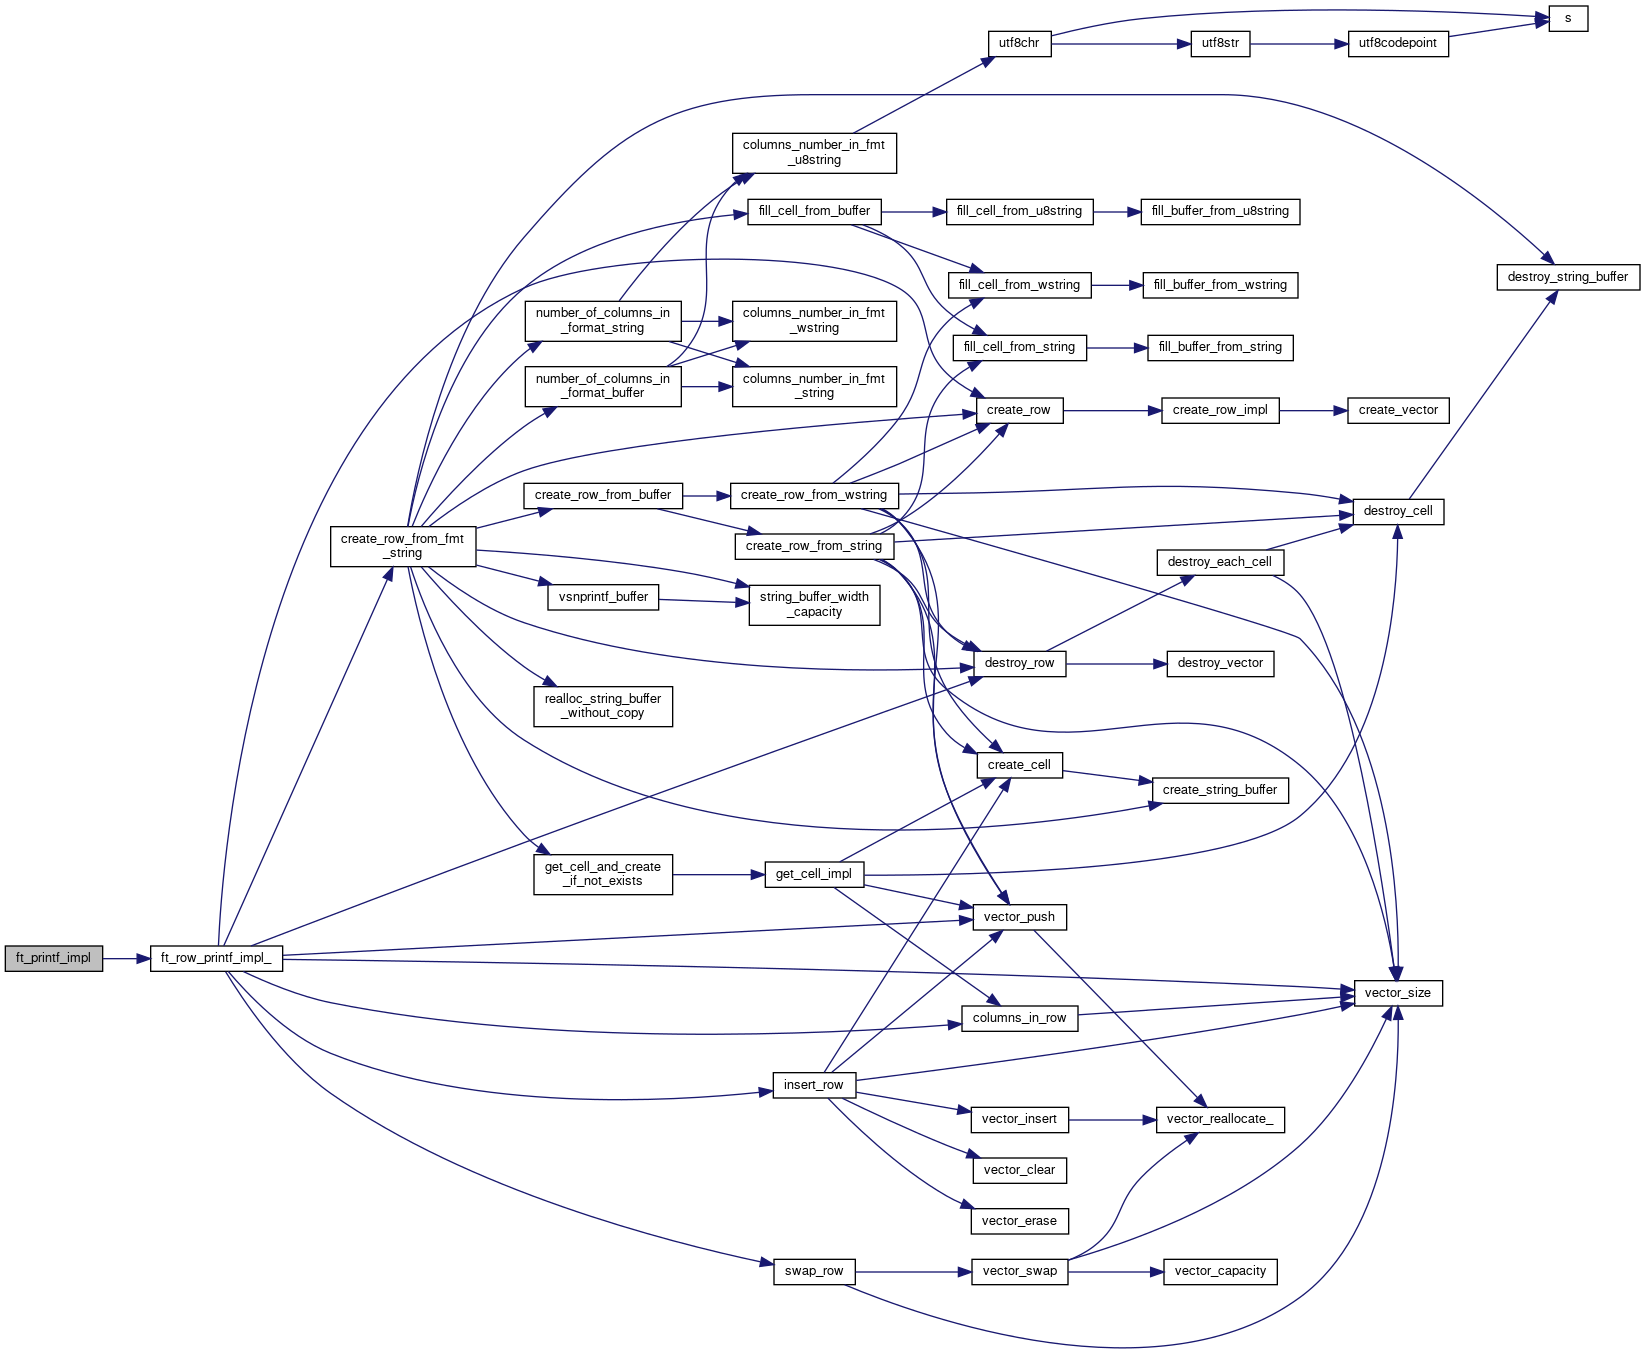 s
utf8chr
utf8str
utf8codepoint
columns_number_in_fmt
_u8string
fill_cell_from_buffer
fill_cell_from_u8string
fill_buffer_from_u8string
destroy_string_buffer
fill_cell_from_wstring
fill_buffer_from_wstring
number_of_columns_in
_format_string
columns_number_in_fmt
_wstring
fill_cell_from_string
fill_buffer_from_string
number_of_columns_in
_format_buffer
columns_number_in_fmt
_string
create_row
create_row_impl
create_vector
create_row_from_buffer
create_row_from_wstring
destroy_cell
create_row_from_fmt
_string
create_row_from_string
destroy_each_cell
vsnprintf_buffer
string_buffer_width
_capacity
destroy_row
destroy_vector
realloc_string_buffer
_without_copy
create_cell
create_string_buffer
get_cell_and_create
_if_not_exists
get_cell_impl
vector_push
ft_printf_impl
ft_row_printf_impl_
vector_size
columns_in_row
insert_row
vector_insert
vector_reallocate_
vector_clear
vector_erase
swap_row
vector_swap
vector_capacity